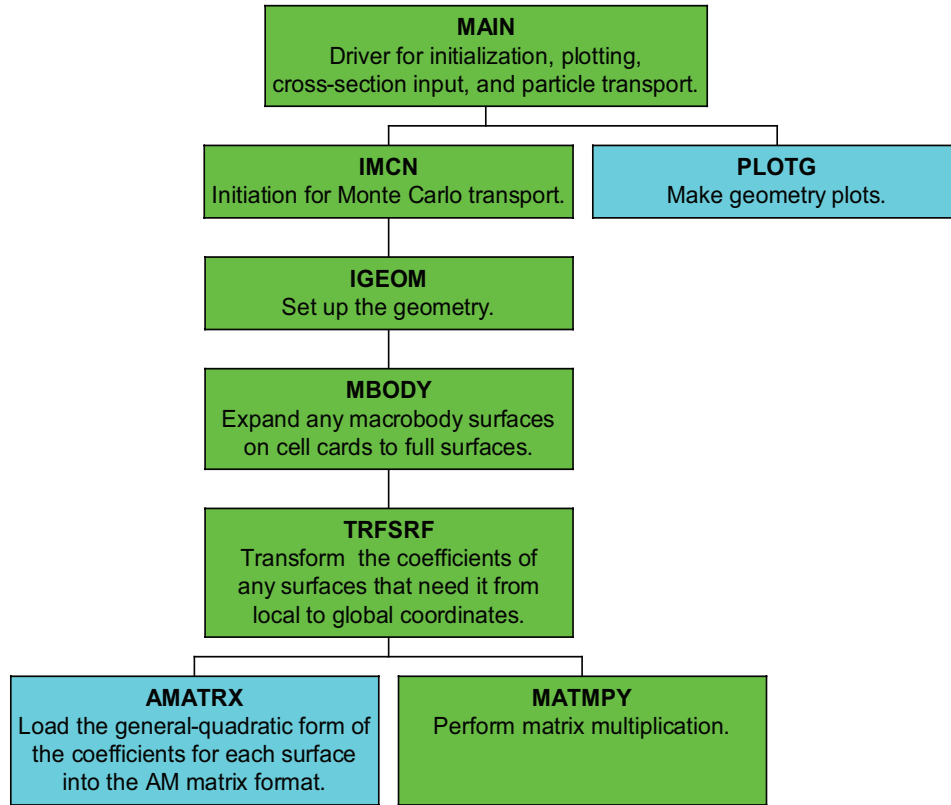 MAIN
Driver for initialization, plotting,
cross-section input, and particle transport.
IMCN
Initiation for Monte Carlo transport.
PLOTG
Make geometry plots.
IGEOM
Set up the geometry.
MBODY
Expand any macrobody surfaces
on cell cards to full surfaces.
TRFSRF
Transform the coefficients of
any surfaces that need it from
local to global coordinates.
AMATRX
Load the general-quadratic form of
the coefficients for each surface
into the AM matrix format.
MATMPY
Perform matrix multiplication.